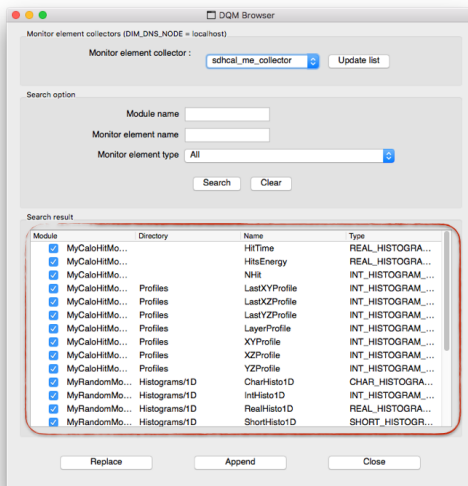 DQM Browser
Monitor element collectors (DIM_DNS_NODE = localhost)
Monitor element collector : sdhcal_me_collector Update list
Search option
Module name
Monitor element name
Monitor element type All
Search Clear
Search result
Module Directory Name Type
MyCaloHitMo... HitTime REAL_HISTOGRA...
MyCaloHitMo... HitsEnergy REAL_HISTOGRA...
MyCaloHitMo... NHit INT_HISTOGRAM_...
MyCaloHitMo... Profiles LastXYProfile INT_HISTOGRAM_...
MyCaloHitMo... Profiles LastXZProfile INT_HISTOGRAM_...
MyCaloHitMo... Profiles LastYZProfile INT_HISTOGRAM_...
MyCaloHitMo... Profiles LayerProfile INT_HISTOGRAM_...
MyCaloHitMo... Profiles XYProfile INT_HISTOGRAM_...
MyCaloHitMo... Profiles XZProfile INT_HISTOGRAM_...
MyCaloHitMo... Profiles YZProfile INT_HISTOGRAM_...
MyRandomMo... Histograms/1D CharHisto1D CHAR_HISTOGRA...
MyRandomMo... Histograms/1D IntHisto1D INT_HISTOGRAM_...
MyRandomMo... Histograms/1D RealHisto1D REAL_HISTOGRA...
MyRandomMo... Histograms/1D ShortHisto1D SHORT_HISTOGR...
Replace Append Close